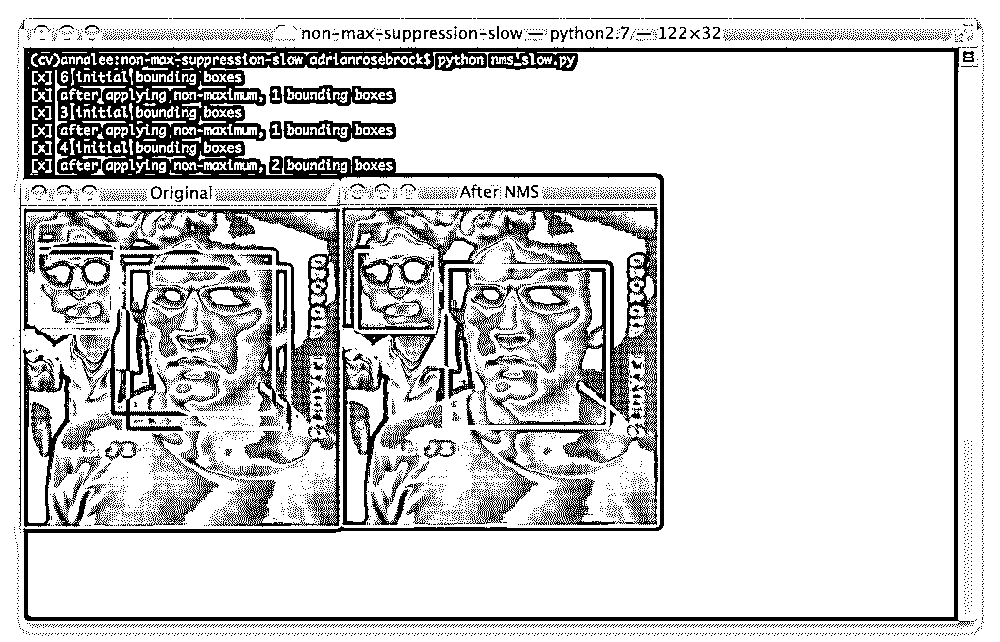 non-max-suppression-slow — python2.7 — 122×32
(cv)annalee:non-max-suppression-slow adrianrosebrock$ python nms_slow.py
[x] 6 initial bounding boxes
[x] after applying non-maximum, 1 bounding boxes
[x] 3 initial bounding boxes
[x] after applying non-maximum, 1 bounding boxes
[x] 4 initial bounding boxes
[x] after applying non-maximum, 2 bounding boxes
Original
After NMS